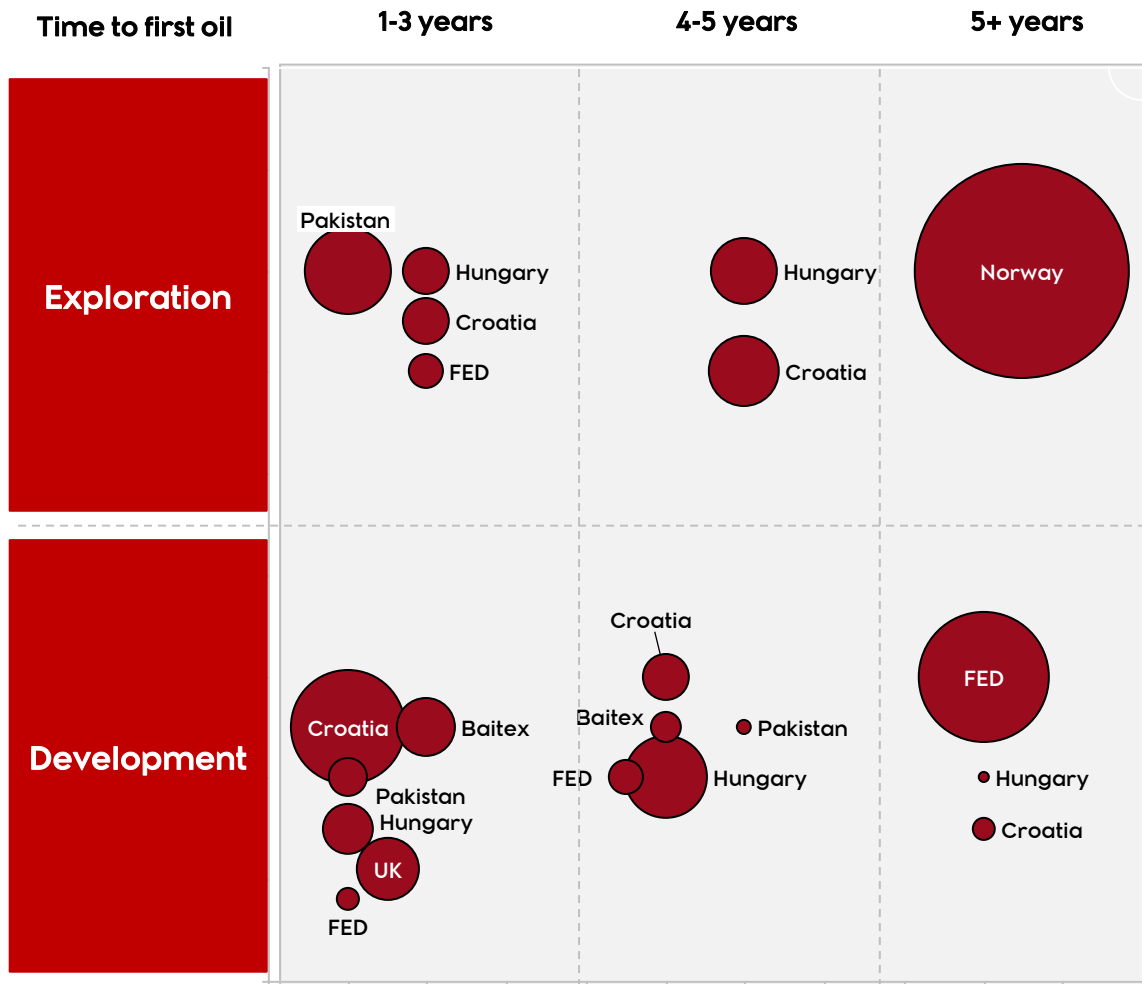 Time to first oil
1-3 years
4-5 years
5+ years
Exploration
Pakistan
Hungary
Croatia
FED
Hungary
Croatia
Norway
Development
Croatia
Baitex
Pakistan
Hungary
UK
FED
Croatia
Baitex
Pakistan
FED
Hungary
FED
Hungary
Croatia